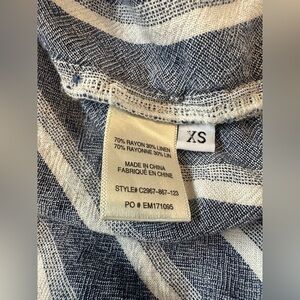 70% RAYON 30% LINEN
70% RAYONNE 30% LIN
MADE IN CHINA
FABRIQUÉ EN CHINE
STYLE# C2967-867-123
PO # EM171095
XS